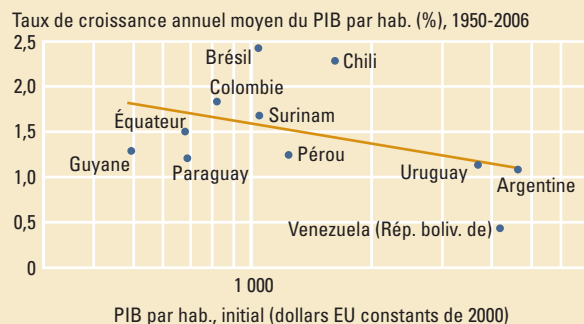 Taux de croissance annuel moyen du PIB par hab. (%), 1950-2006
2,5
Brésil
Chili
2,0
Colombie
Surinam
Équateur
1,5
Guyane
Paraguay
Pérou
Uruguay
1,0
Argentine
0,5
Venezuela (Rép. boliv. de)
0
1 000
PIB par hab., initial (dollars EU constants de 2000)